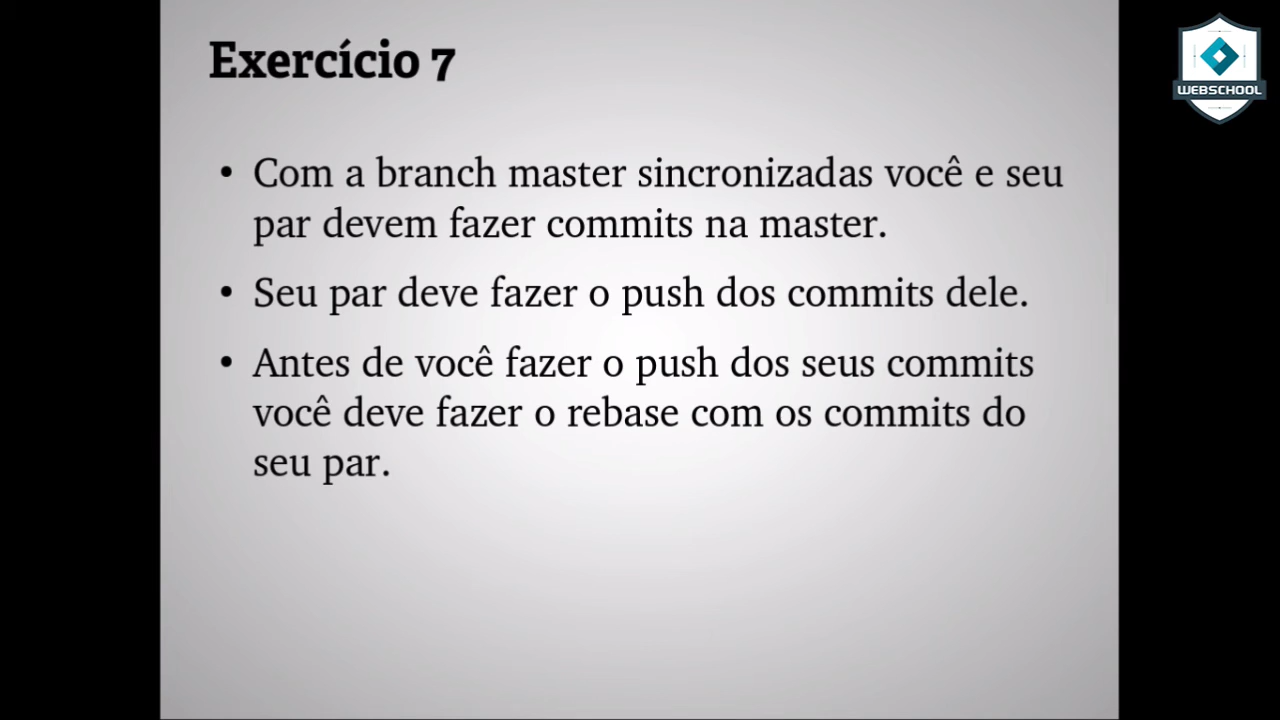 Exercício 7
WEBSCHOOL
• Com a branch master sincronizadas você e seu
par devem fazer commits na master.
• Seu par deve fazer o push dos commits dele.
• Antes de você fazer o push dos seus commits
você deve fazer o rebase com os commits do
seu par.